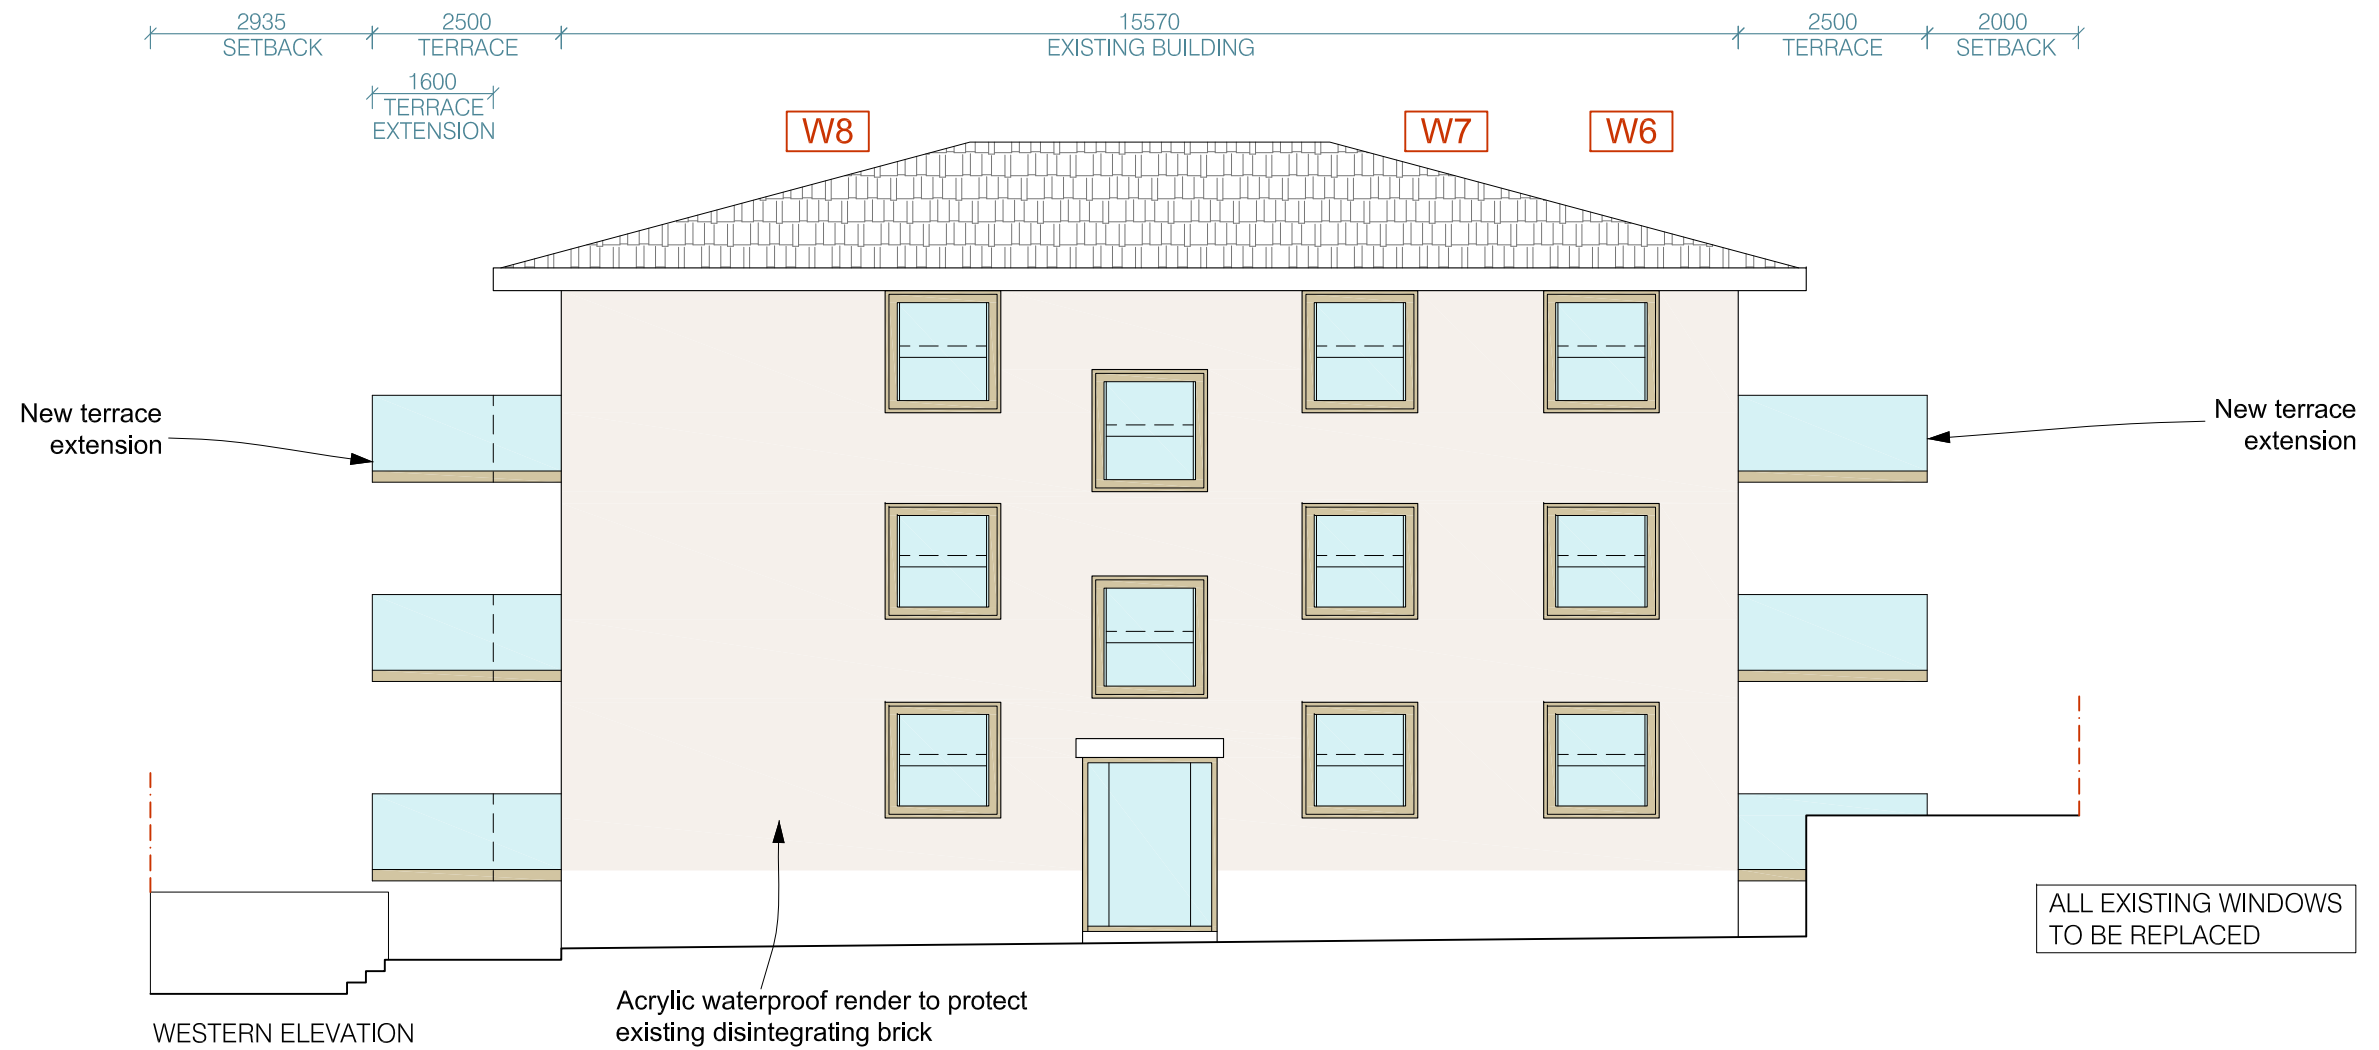 2935
SETBACK
2500
TERRACE
15570
EXISTING BUILDING
2500
TERRACE
2000
SETBACK
1600
TERRACE
EXTENSION
W8
W7
W6
New terrace
extension
New terrace
extension
ALL EXISTING WINDOWS
TO BE REPLACED
Acrylic waterproof render to protect
existing disintegrating brick
WESTERN ELEVATION